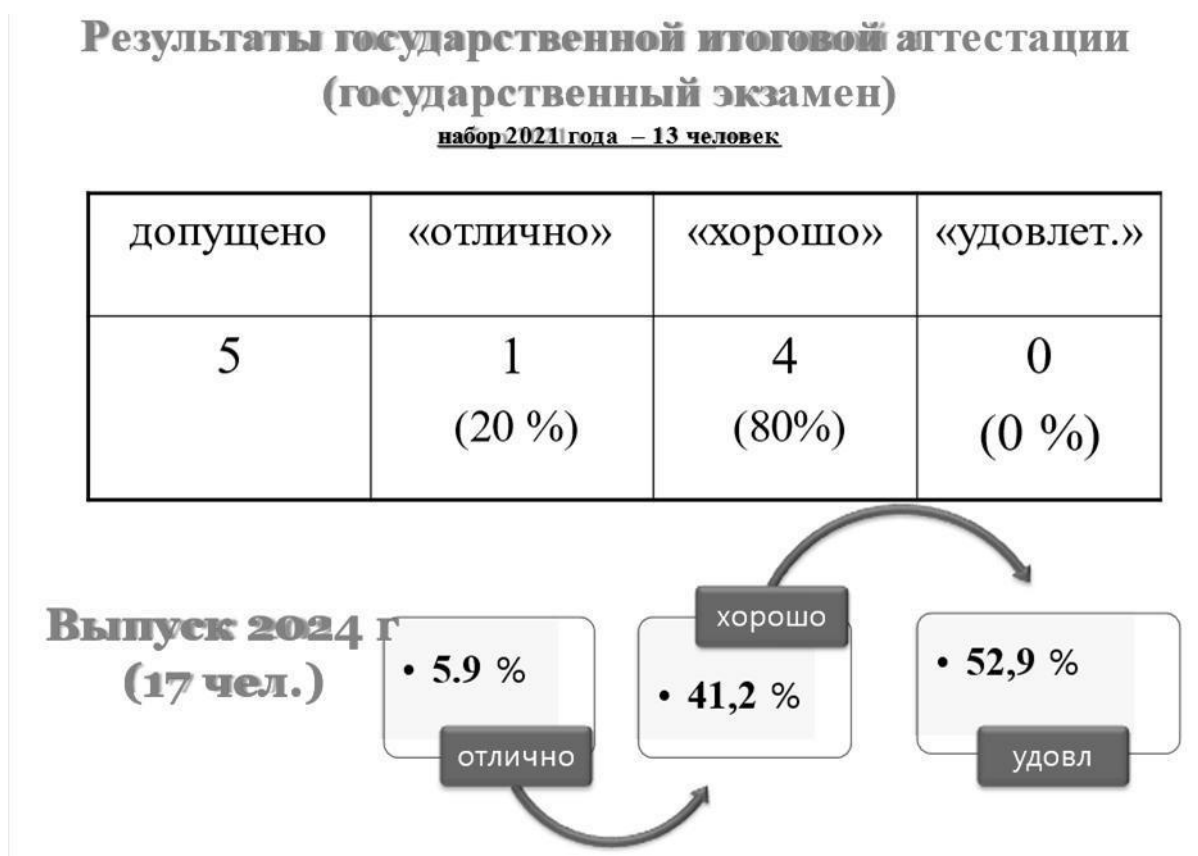 Результаты государственной итоговой аттестации
(государственный экзамен)
набор 2021 года – 13 человек
допущено «отлично» «хорошо» «удовлет.»
5 1 4 0
(20 %) (80%) (0 %)
Выпуск 2024 г
(17 чел.)
• 5.9 %
отлично
хорошо
• 41,2 %
• 52,9 %
удовл